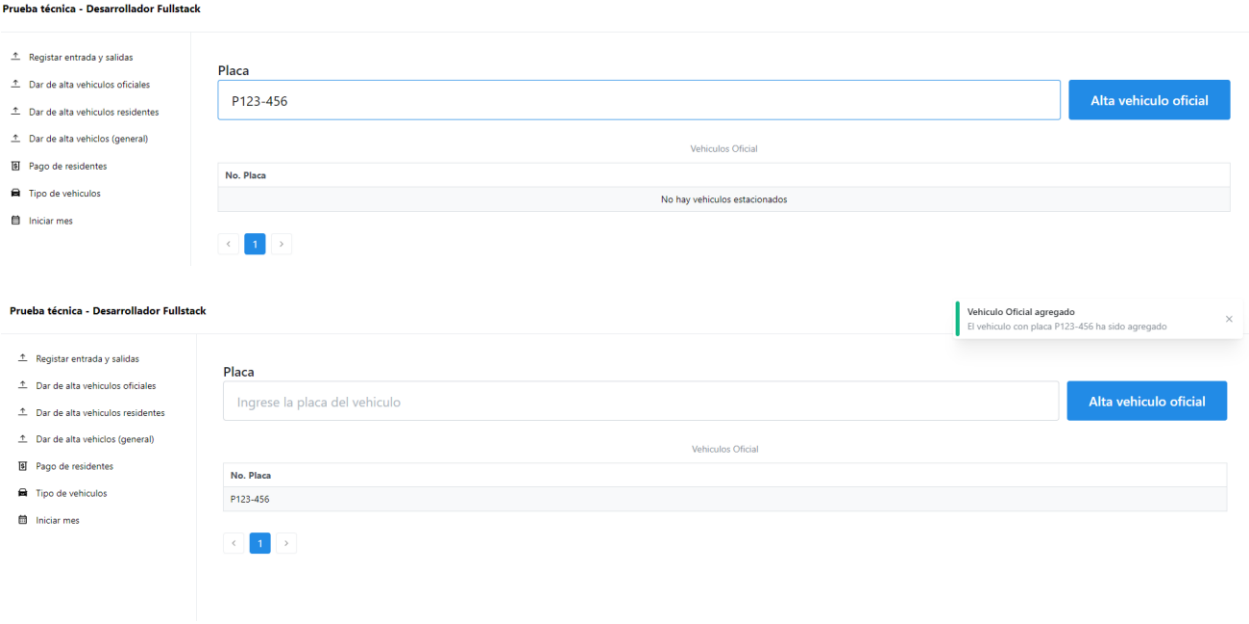 Prueba técnica - Desarrollador Fullstack
Registar entrada y salidas
Dar de alta vehiculos oficiales
Dar de alta vehiculos residentes
Dar de alta vehiclos (general)
Pago de residentes
Tipo de vehiculos
Iniciar mes
Placa
P123-456
Alta vehiculo oficial
Vehiculos Oficial
No. Placa
No hay vehiculos estacionados
1
Prueba técnica - Desarrollador Fullstack
Vehiculo Oficial agregado
El vehiculo con placa P123-456 ha sido agregado
Registar entrada y salidas
Dar de alta vehiculos oficiales
Dar de alta vehiculos residentes
Dar de alta vehiclos (general)
Pago de residentes
Tipo de vehiculos
Iniciar mes
Placa
Ingrese la placa del vehiculo
Alta vehiculo oficial
Vehiculos Oficial
No. Placa
P123-456
1